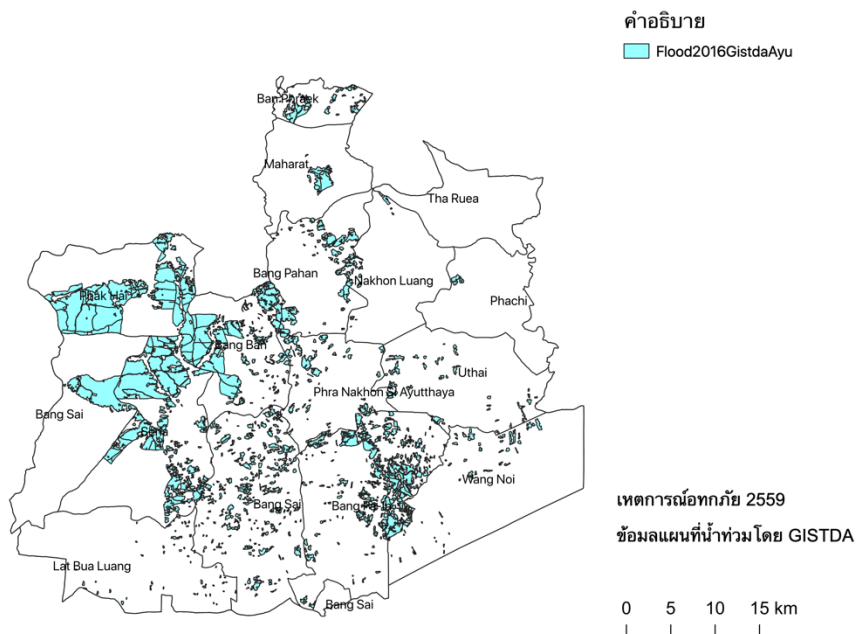 คำอธิบาย
Flood2016GistdaAyu
Ban Phraek
Maharat
Tha Ruea
Bang Pahan
Nakhon Luang
Phak Hai
Phachi
Bang Ban
Uthai
Phra Nakhon Si Ayutthaya
Bang Sai
Sena
Wang Noi
Bang Sai
Bang Pa-in
เหตการณ์อทกภัย 2559
ข้อมลแผนที่น้ำท่วมโดย GISTDA
Lat Bua Luang
Bang Sai
0 5 10 15 km